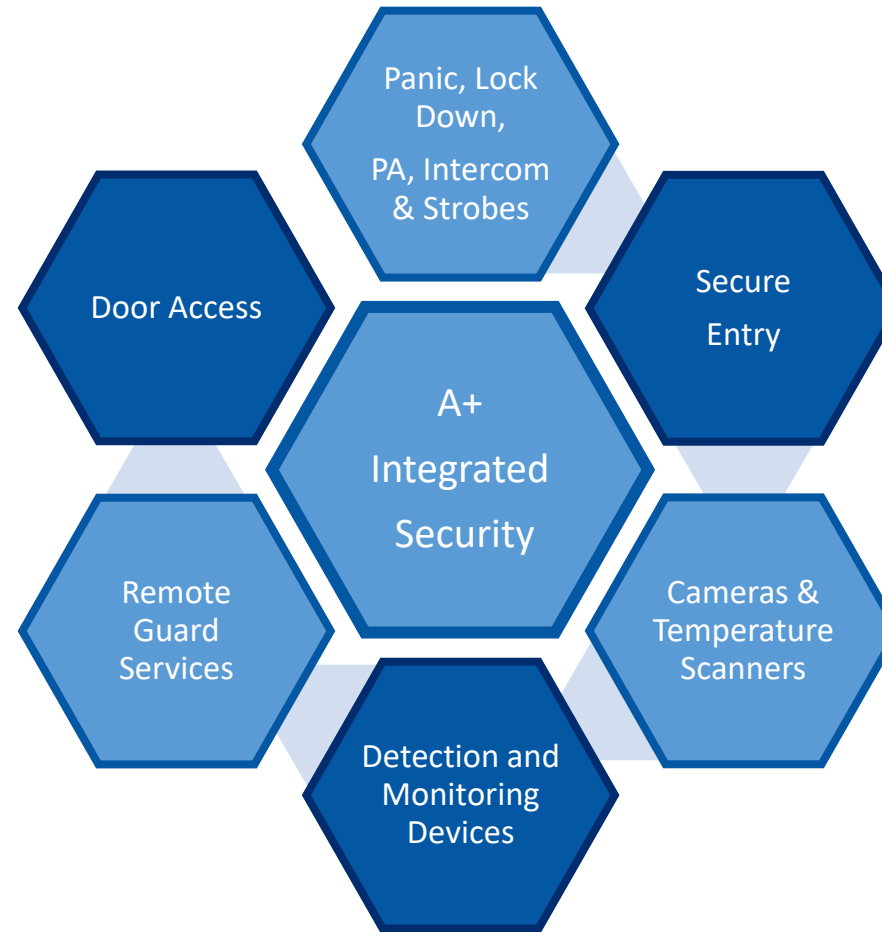 Panic, Lock
Down,
PA, Intercom
& Strobes
Door Access
Secure
Entry
A+
Integrated
Security
Remote
Guard
Services
Cameras &
Temperature
Scanners
Detection and
Monitoring
Devices